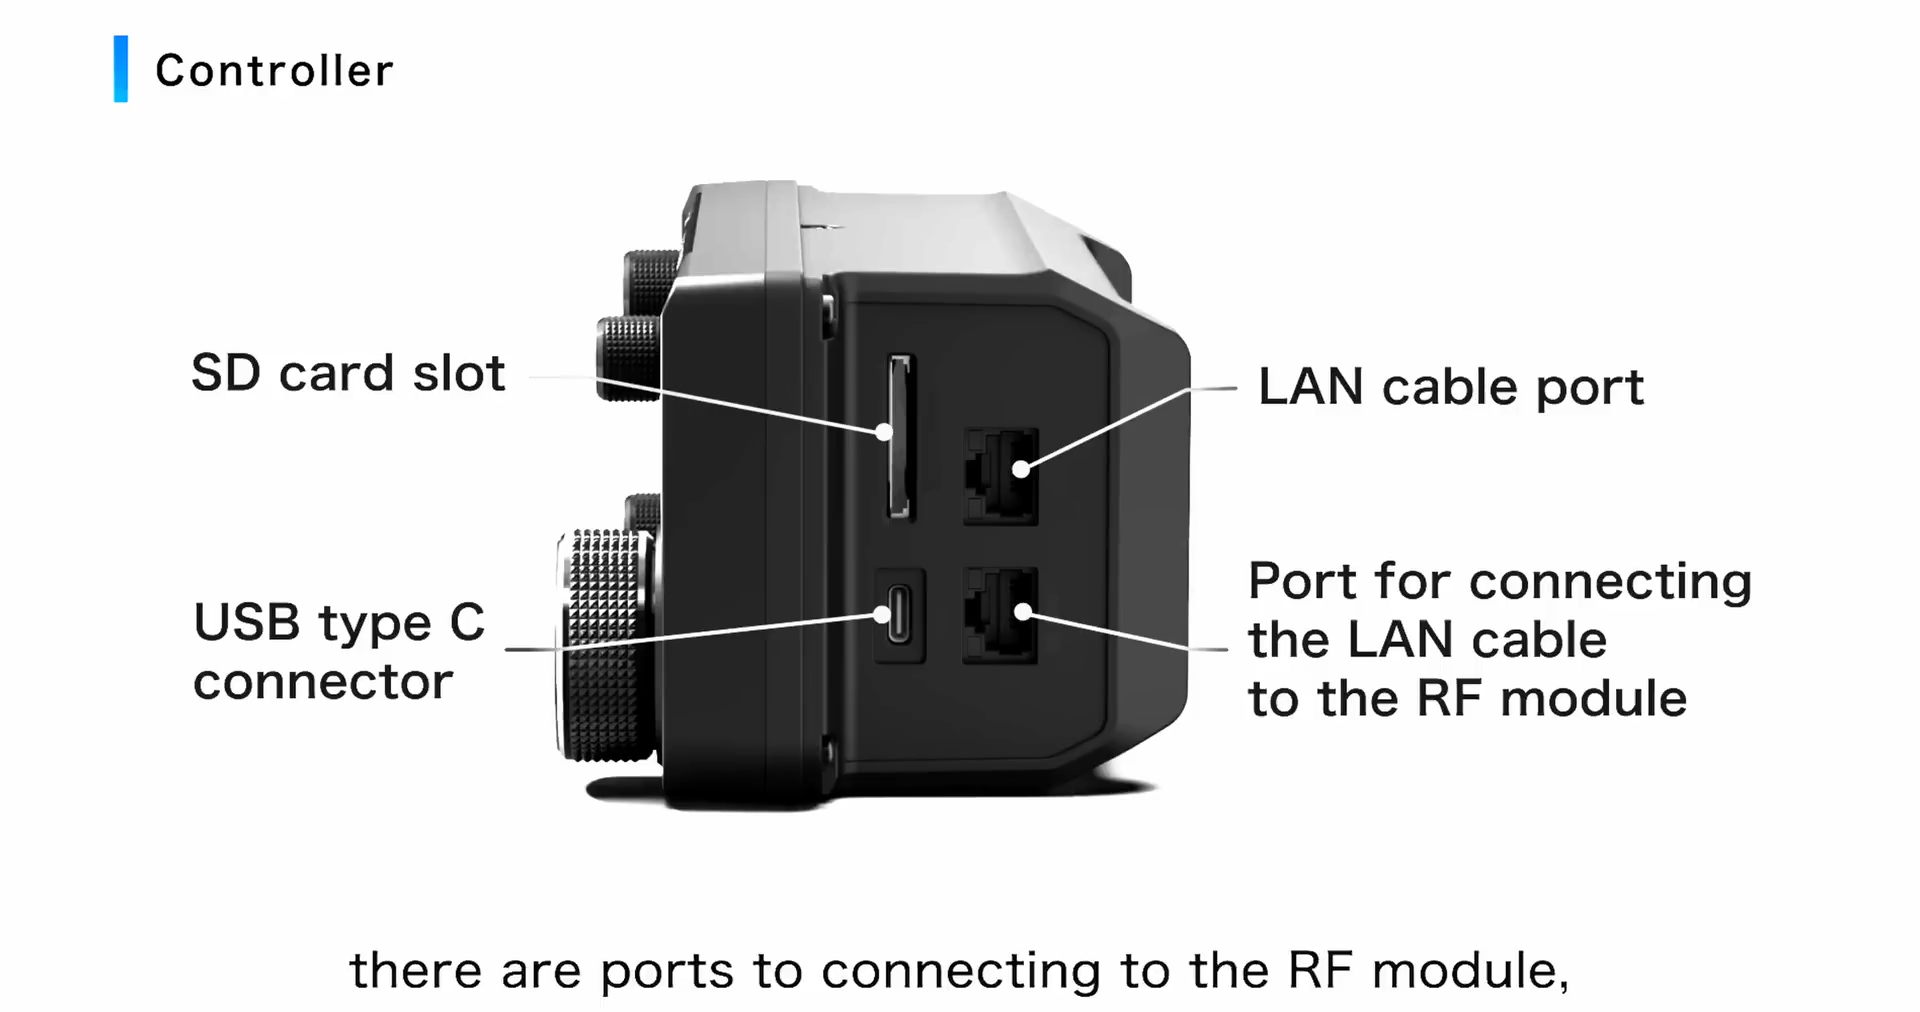 Controller
SD card slot
LAN cable port
USB type C
connector
Port for connecting
the LAN cable
to the RF module
there are ports to connecting to the RF module,